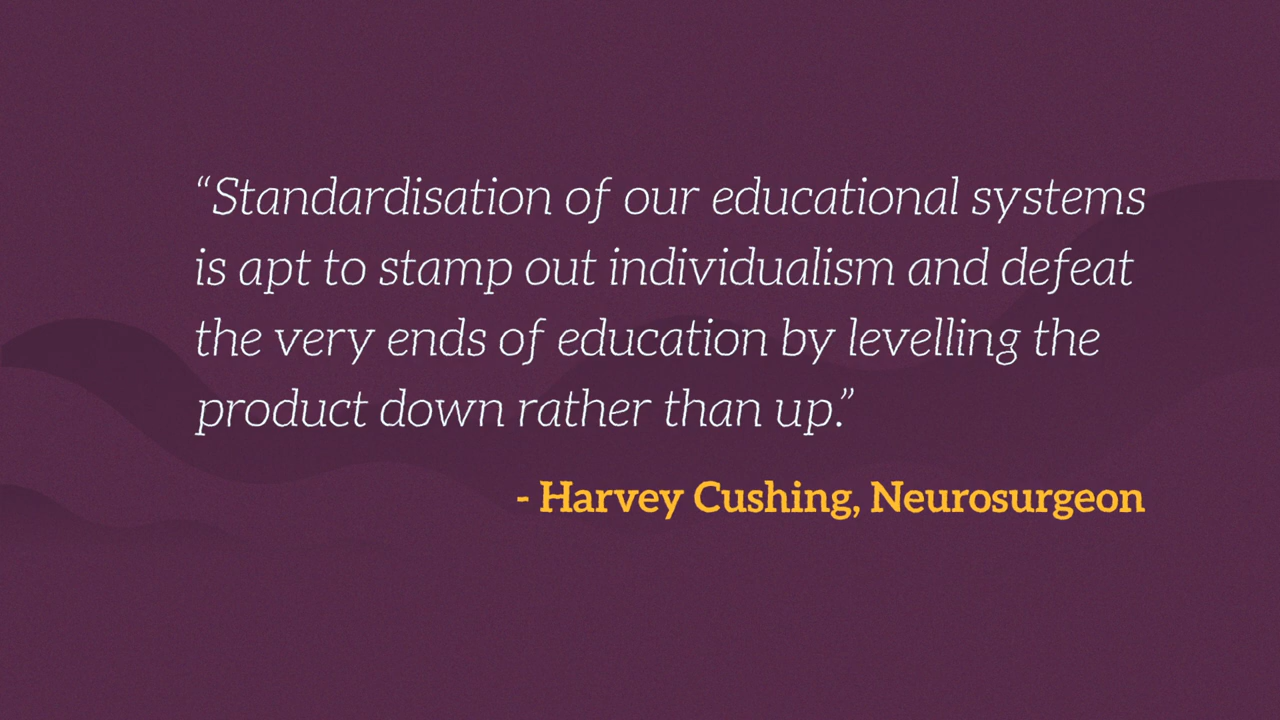 “Standardisation of our educational systems
is apt to stamp out individualism and defeat
the very ends of education by levelling the
product down rather than up.”
- Harvey Cushing, Neurosurgeon